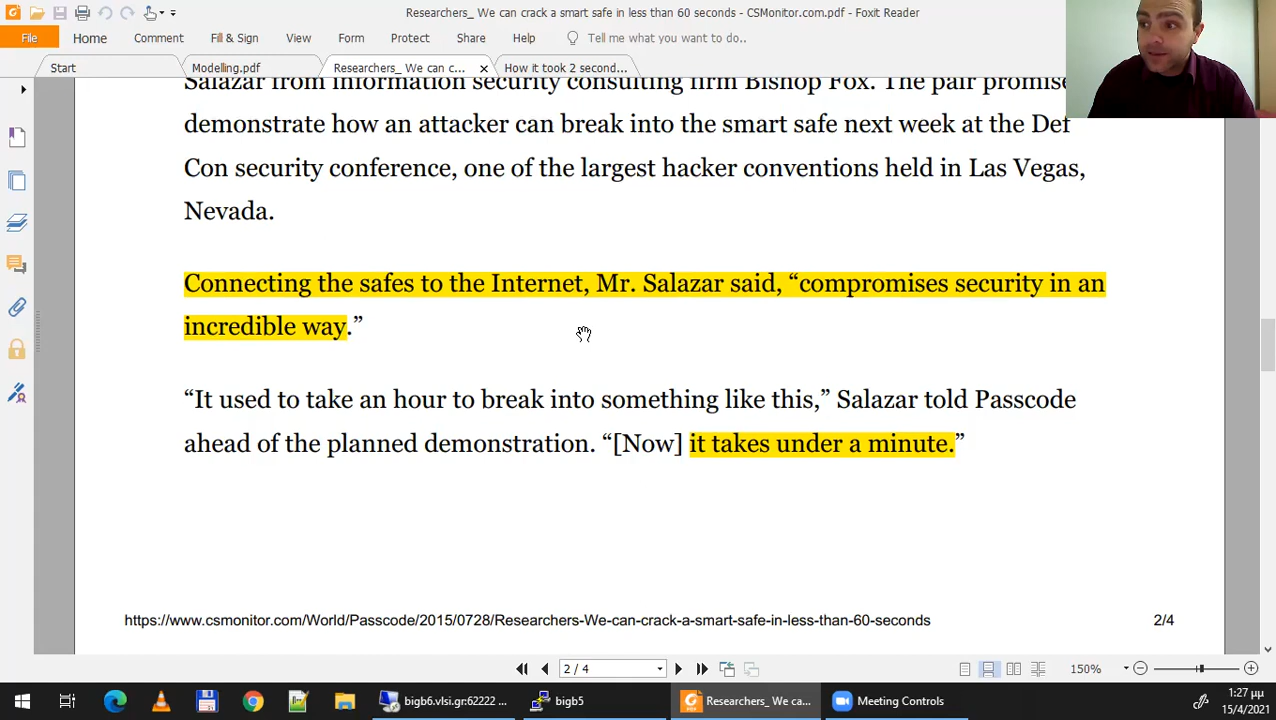 Researchers_ We can crack a smart safe in less than 60 seconds - CSMonitor.com.pdf - Foxit Reader
File Home Comment Fill & Sign View Form Protect Share Help Tell me what you want to do..
Start Modelling.pdf Researchers_ We can c... × How it took 2 second...
Salazar from information security consulting firm Bishop Fox. The pair promise
demonstrate how an attacker can break into the smart safe next week at the Def
Con security conference, one of the largest hacker conventions held in Las Vegas,
Nevada.
Connecting the safes to the Internet, Mr. Salazar said, “compromises security in an
incredible way.”
“It used to take an hour to break into something like this,” Salazar told Passcode
ahead of the planned demonstration. “[Now] it takes under a minute.”
https://www.csmonitor.com/World/Passcode/2015/0728/Researchers-We-can-crack-a-smart-safe-in-less-than-60-seconds 2/4
2 / 4 150%
bigb6.vlsi.gr:62222 ... bigb5 Researchers_ We ca... Meeting Controls
1:27 μμ
15/4/2021